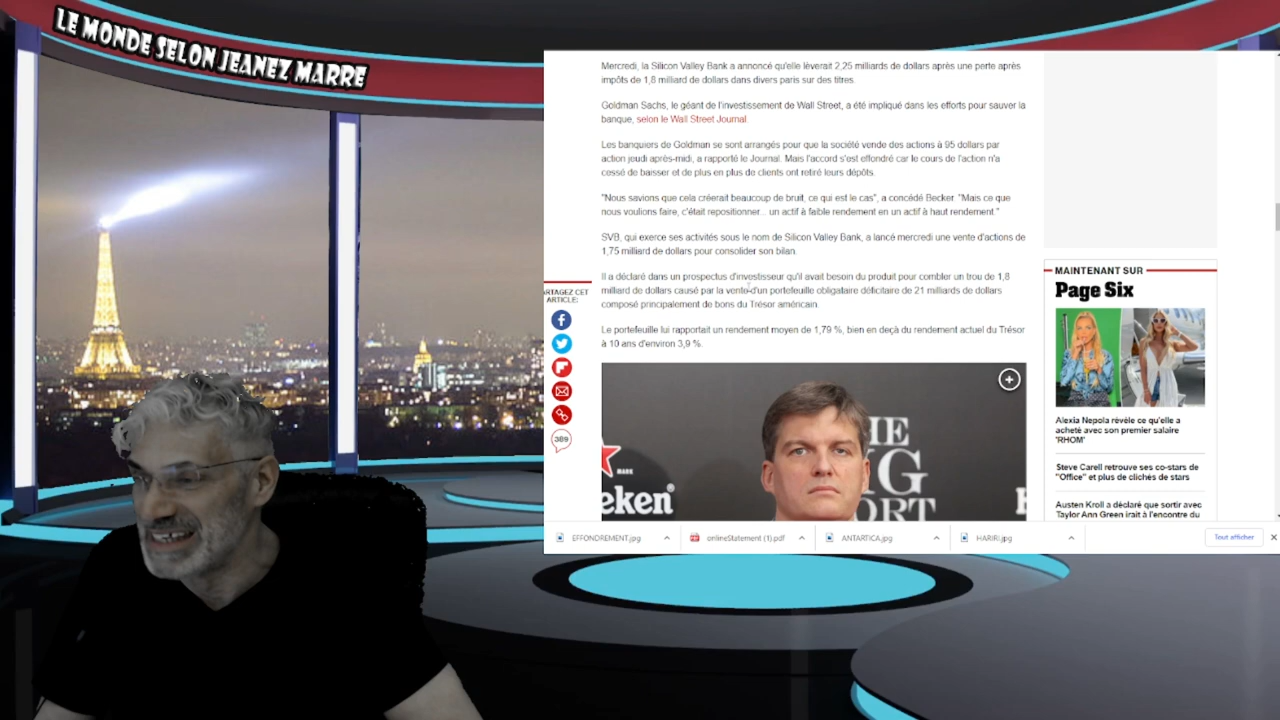 LE MONDE SELON JEANEZ MARRE
Mercredi, la Silicon Valley Bank a annoncé qu'elle lèverait 2,25 milliards de dollars après une perte après
impôts de 1,8 milliard de dollars dans divers paris sur des titres.
Goldman Sachs, le géant de l'investissement de Wall Street, a été impliqué dans les efforts pour sauver la
banque, selon le Wall Street Journal.
Les banquiers de Goldman se sont arrangés pour que la société vende des actions à 95 dollars par
action jeudi après-midi, a rapporté le Journal. Mais l'accord s'est effondré car le cours de l'action n'a
cessé de baisser et de plus en plus de clients ont retiré leurs dépôts.
"Nous savions que cela créerait beaucoup de bruit, ce qui est le cas", a concédé Becker. "Mais ce que
nous voulions faire, c'était repositionner... un actif à faible rendement en un actif à haut rendement."
SVB, qui exerce ses activités sous le nom de Silicon Valley Bank, a lancé mercredi une vente d'actions de
1,75 milliard de dollars pour consolider son bilan.
Il a déclaré dans un prospectus d'investisseur qu'il avait besoin du produit pour combler un trou de 1,8
milliard de dollars causé par la vente d'un portefeuille obligataire déficitaire de 21 milliards de dollars
composé principalement de bons du Trésor américain.
Le portefeuille lui rapportait un rendement moyen de 1,79 %, bien en deçà du rendement actuel du Trésor
à 10 ans d'environ 3,9 %.
ARTAGEZ CET
ARTICLE:
389
MAINTENANT SUR
Page Six
Alexia Nepola révèle ce qu'elle a
acheté avec son premier salaire
'RHOM'
Steve Carell retrouve ses co-stars de
"Office" et plus de clichés de stars
Austen Kroll a déclaré que sortir avec
Taylor Ann Green irait à l'encontre du
HE
eken
EFFONDREMENT.jpg
onlineStatement (1).pdf
ANTARTICA.jpg
HARIRI.jpg
Tout afficher